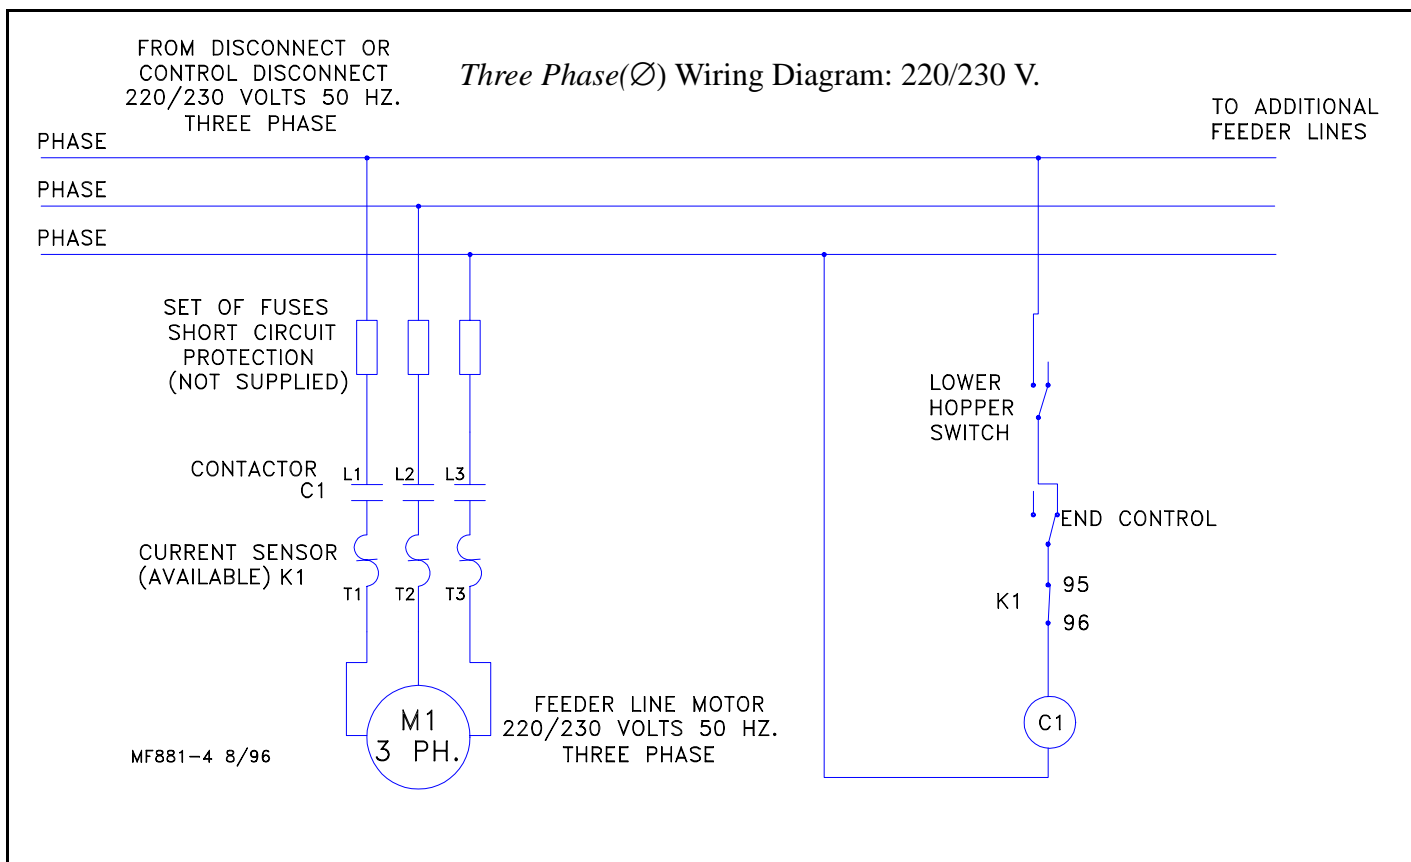 FROM DISCONNECT OR
CONTROL DISCONNECT
220/230 VOLTS 50 HZ.
THREE PHASE
Three Phase(∅) Wiring Diagram: 220/230 V.
TO ADDITIONAL
FEEDER LINES
PHASE
PHASE
PHASE
SET OF FUSES
SHORT CIRCUIT
PROTECTION
(NOT SUPPLIED)
LOWER
HOPPER
SWITCH
CONTACTOR
C1
L1 L2 L3
END CONTROL
CURRENT SENSOR
(AVAILABLE) K1
T1 T2 T3
K1
95
96
M1
3 PH.
FEEDER LINE MOTOR
220/230 VOLTS 50 HZ.
THREE PHASE
C1
MF881-4 8/96